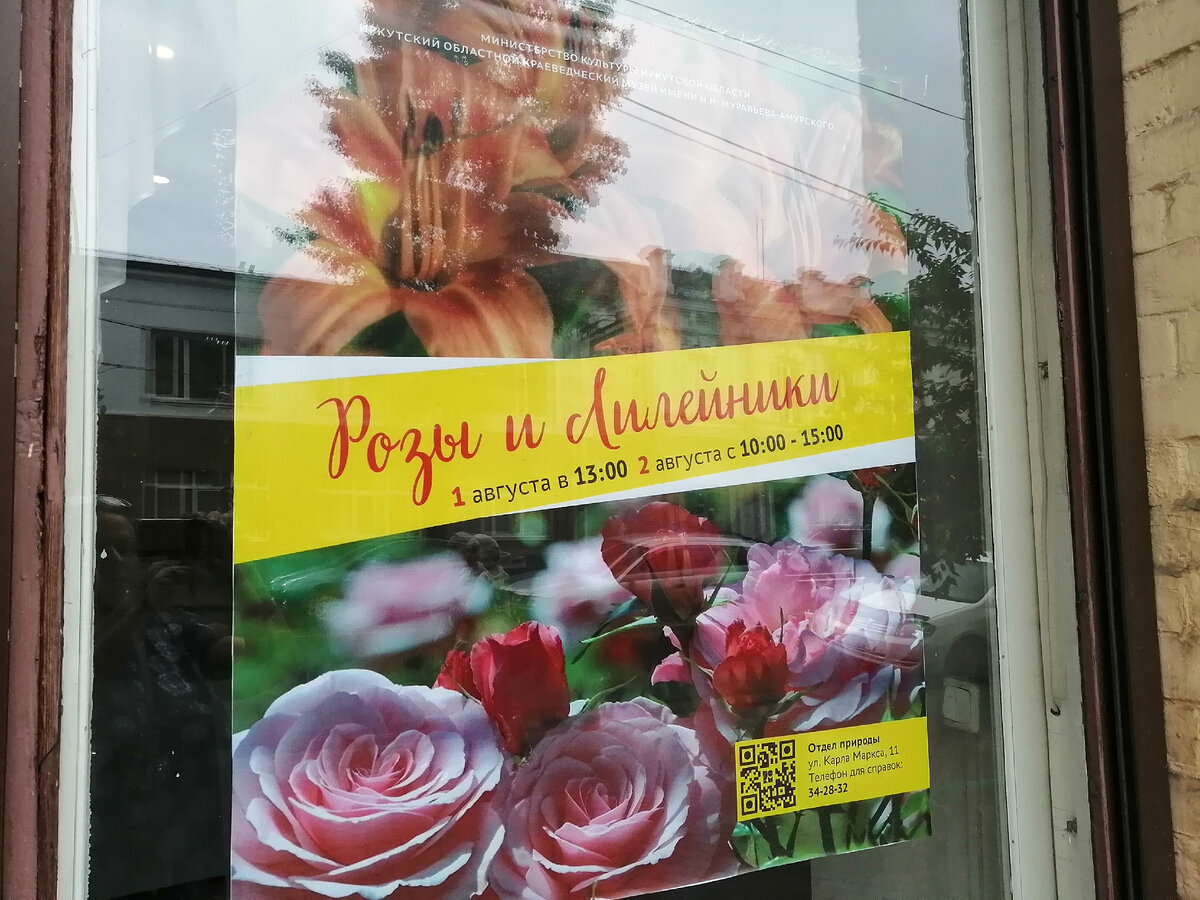 МИНИСТЕРСТВО КУЛЬТУРЫ ИРКУТСКОЙ ОБЛАСТИ
ИРКУТСКИЙ ОБЛАСТНОЙ КРАЕВЕДЧЕСКИЙ МУЗЕЙ ИМЕНИ Н.Н. МУРАВЬЕВА-АМУРСКОГО
Розы и Лилейники
1 августа в 13:00 2 августа с 10:00 - 15:00
Отдел природы
ул. Карла Маркса, 11
Телефон для справок:
34-28-32